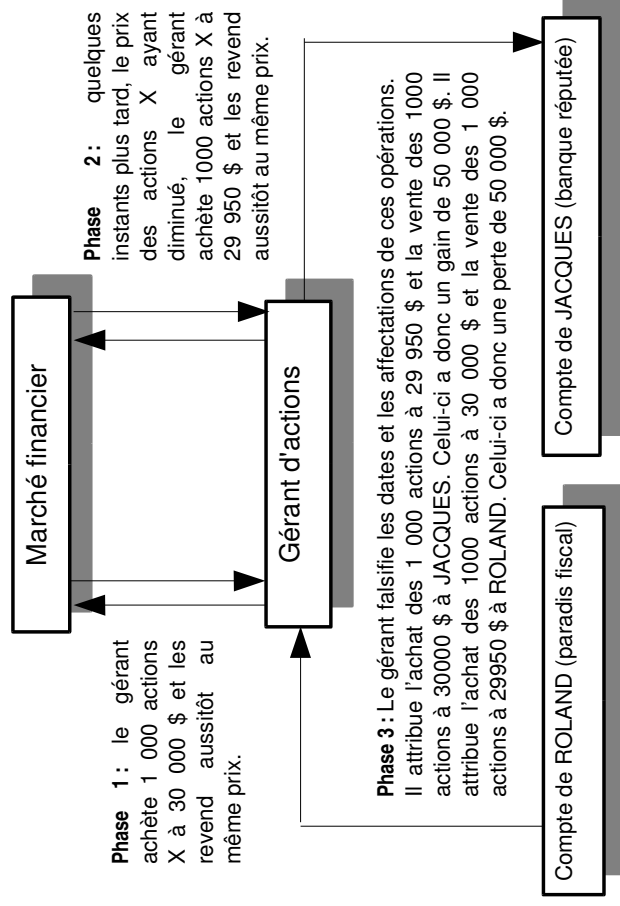 Marché financier
Phase 1 : le gérant
achète 1 000 actions
X à 30 000 $ et les
revend aussitôt au
même prix.
Phase 2 : quelques
instants plus tard, le prix
des actions X ayant
diminué, le gérant
achète 1000 actions X à
29 950 $ et les revend
aussitôt au même prix.
Gérant d'actions
Phase 3 : Le gérant falsifie les dates et les affectations de ces opérations.
Il attribue l'achat des 1 000 actions à 29 950 $ et la vente des 1000
actions à 30000 $ à JACQUES. Celui-ci a donc un gain de 50 000 $. Il
attribue l'achat des 1000 actions à 30 000 $ et la vente des 1 000
actions à 29950 $ à ROLAND. Celui-ci a donc une perte de 50 000 $.
Compte de ROLAND (paradis fiscal)
Compte de JACQUES (banque réputée)